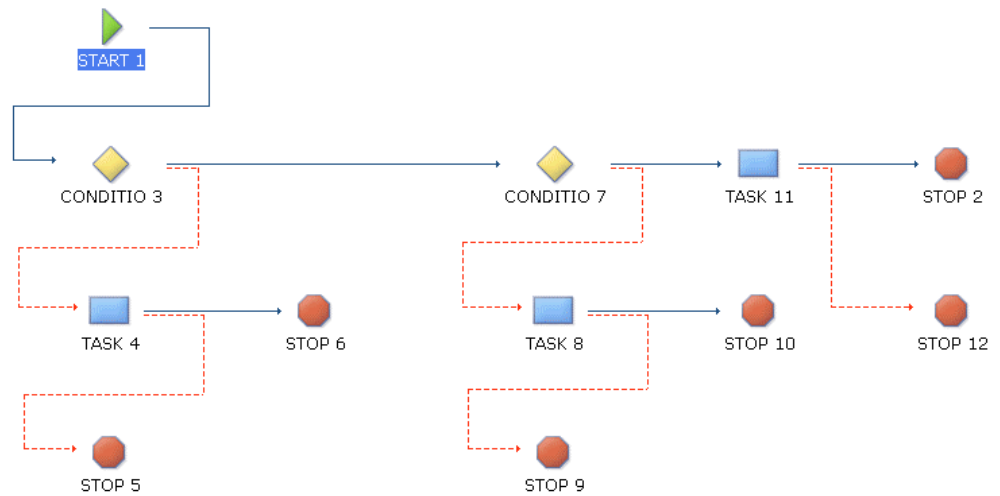 START 1
CONDITIO 3
CONDITIO 7
TASK 11
STOP 2
TASK 4
STOP 6
TASK 8
STOP 10
STOP 12
STOP 5
STOP 9